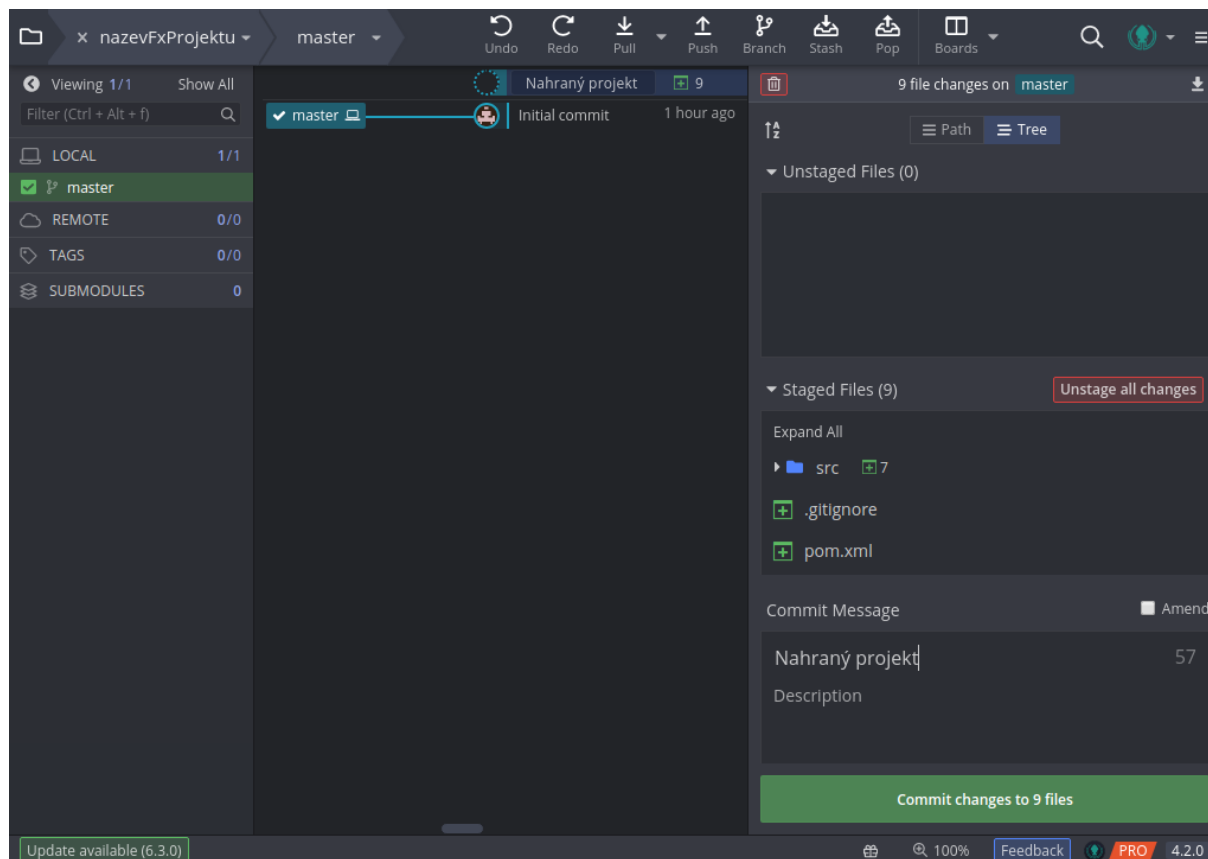 nazevFxProjektu
master
Undo
Redo
Pull
Push
Branch
Stash
Pop
Boards
Viewing 1/1
Show All
Filter (Ctrl + Alt + f)
LOCAL 1/1
master
REMOTE 0/0
TAGS 0/0
SUBMODULES 0
Nahraný projekt 9
master
Initial commit
1 hour ago
9 file changes on master
Path
Tree
Unstaged Files (0)
Staged Files (9)
Unstage all changes
Expand All
src 7
.gitignore
pom.xml
Commit Message
Amend
Nahraný projekt
57
Description
Commit changes to 9 files
Update available (6.3.0)
100%
Feedback
PRO
4.2.0